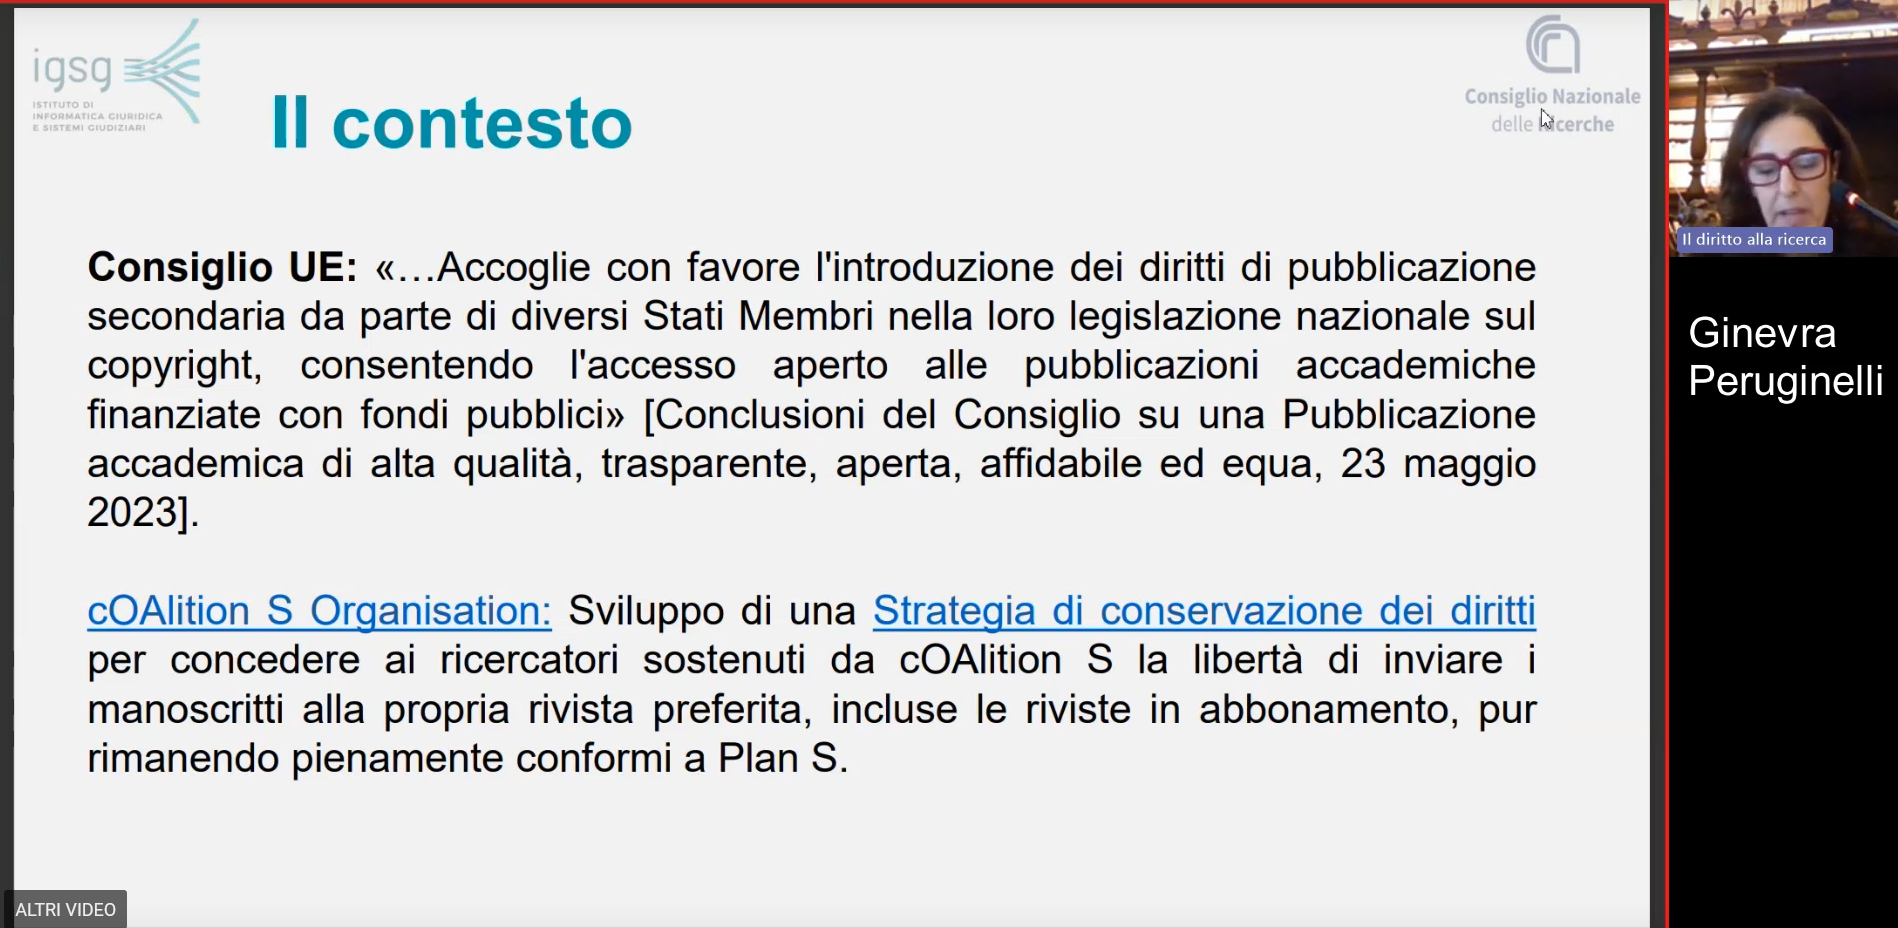 igsg
ISTITUTO DI
INFORMATICA GIURIDICA
E SISTEMI GIUDIZIARI
Il contesto
Consiglio Nazionale
delle Ricerche
Consiglio UE: «…Accoglie con favore l'introduzione dei diritti di pubblicazione
secondaria da parte di diversi Stati Membri nella loro legislazione nazionale sul
copyright, consentendo l'accesso aperto alle pubblicazioni accademiche
finanziate con fondi pubblici» [Conclusioni del Consiglio su una Pubblicazione
accademica di alta qualità, trasparente, aperta, affidabile ed equa, 23 maggio
2023].
cOAlition S Organisation: Sviluppo di una Strategia di conservazione dei diritti
per concedere ai ricercatori sostenuti da cOAlition S la libertà di inviare i
manoscritti alla propria rivista preferita, incluse le riviste in abbonamento, pur
rimanendo pienamente conformi a Plan S.
ALTRI VIDEO
Il diritto alla ricerca
Ginevra
Peruginelli